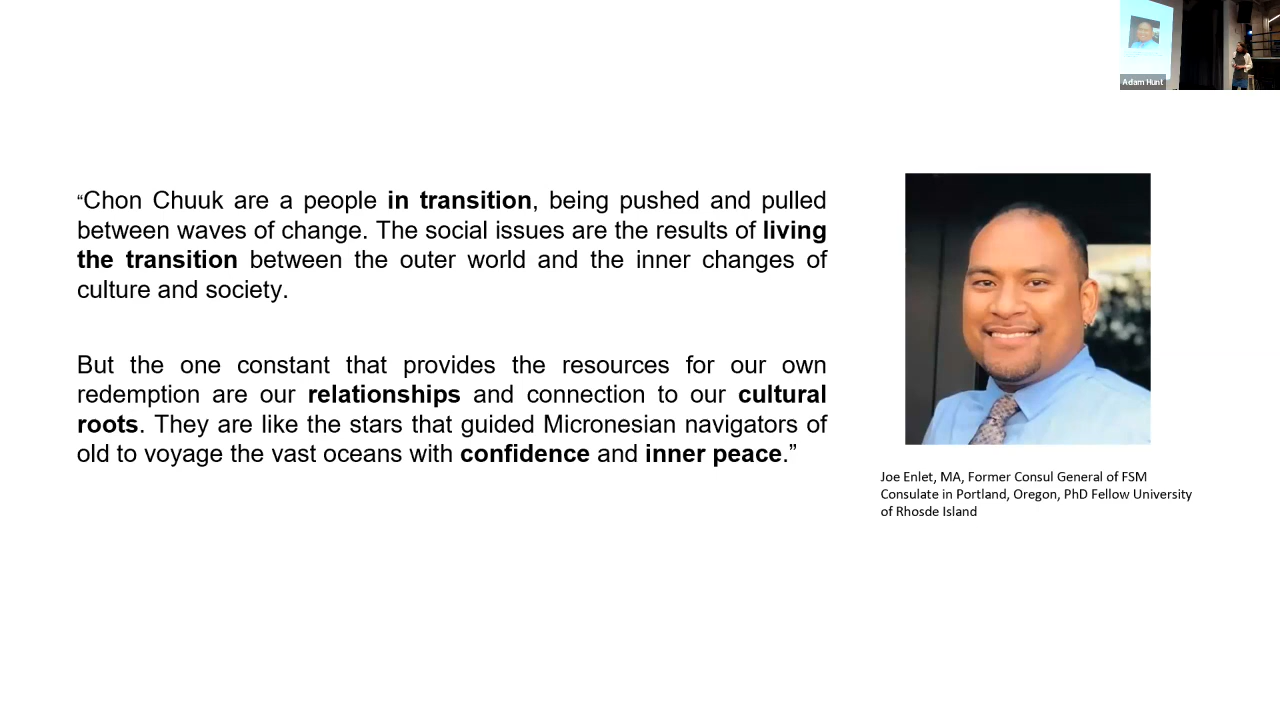 Adam Hunt
“Chon Chuuk are a people in transition, being pushed and pulled
between waves of change. The social issues are the results of living
the transition between the outer world and the inner changes of
culture and society.
But the one constant that provides the resources for our own
redemption are our relationships and connection to our cultural
roots. They are like the stars that guided Micronesian navigators of
old to voyage the vast oceans with confidence and inner peace.”
Joe Enlet, MA, Former Consul General of FSM
Consulate in Portland, Oregon, PhD Fellow University
of Rhosde Island